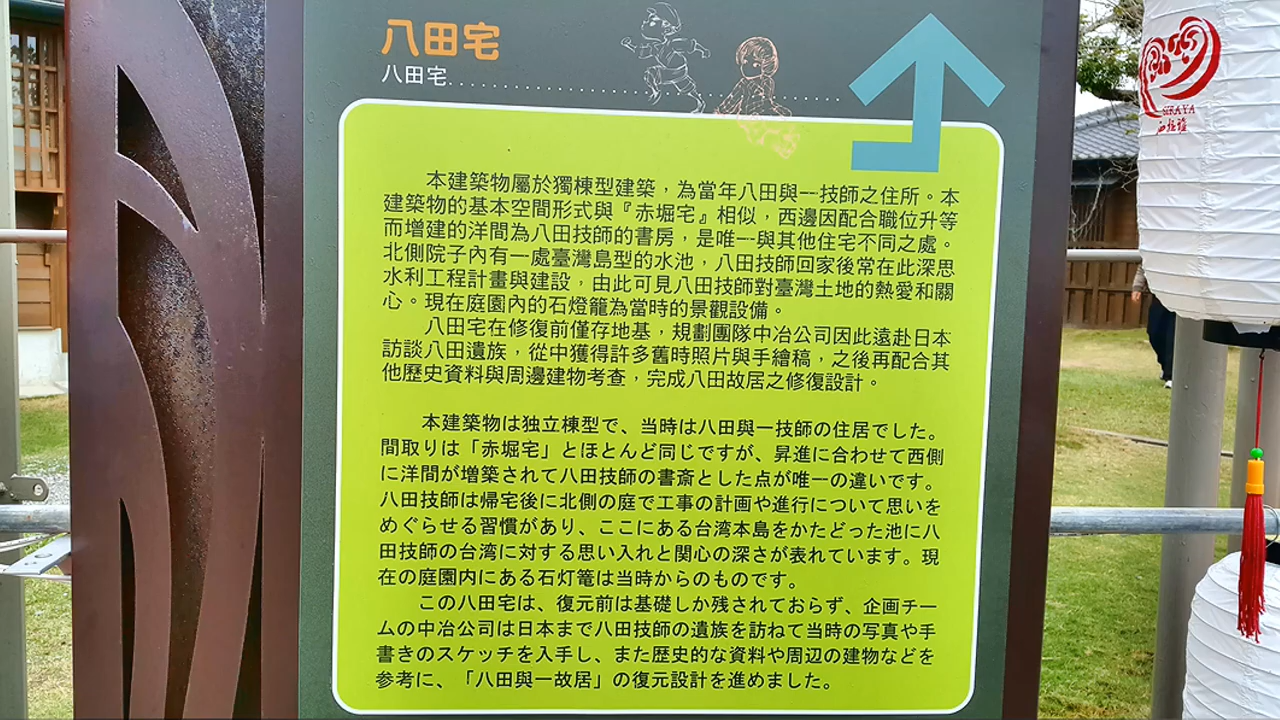 八田宅
八田宅
本建築物屬於獨棟型建築，為當年八田與一技師之住所。本
建築物的基本空間形式與『赤堀宅』相似，西邊因配合職位升等
而增建的洋間為八田技師的書房，是唯一與其他住宅不同之處。
北側院子內有一處臺灣島型的水池，八田技師回家後常在此深思
水利工程計畫與建設，由此可見八田技師對臺灣土地的熱愛和關
心。現在庭園內的石燈籠為當時的景觀設備。
八田宅在修復前僅存地基，規劃團隊中冶公司因此遠赴日本
訪談八田遺族，從中獲得許多舊時照片與手繪稿，之後再配合其
他歷史資料與周邊建物考查，完成八田故居之修復設計。
本建築物は独立棟型で、当時は八田與一技師の住居でした。
間取りは「赤堀宅」とほとんど同じですが、昇進に合わせて西側
に洋間が増築されて八田技師の書斎とした点が唯一の違いです。
八田技師は帰宅後に北側の庭で工事の計画や進行について思いを
めぐらせる習慣があり、ここにある台湾本島をかたどった池に八
田技師の台湾に対する思い入れと関心の深さが表れています。現
在の庭園内にある石灯篭は当時からのものです。
この八田宅は、復元前は基礎しか残されておらず、企画チー
ムの中冶公司は日本まで八田技師の遺族を訪ねて当時の写真や手
書きのスケッチを入手し、また歴史的な資料や周辺の建物などを
参考に、「八田與一故居」の復元設計を進めました。
SIRAYA
西拉雅